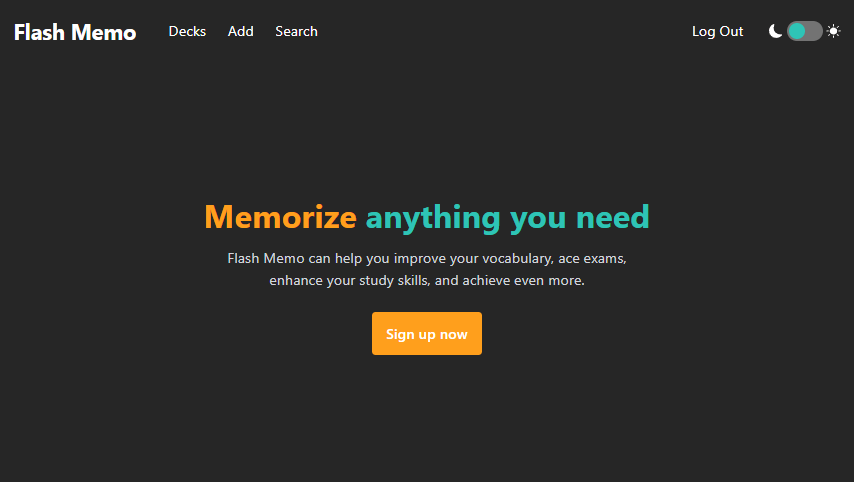 Flash Memo
Decks Add Search
Log Out
Memorize anything you need
Flash Memo can help you improve your vocabulary, ace exams,
enhance your study skills, and achieve even more.
Sign up now